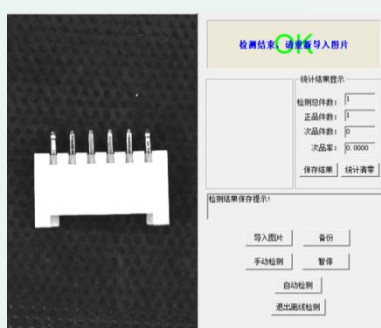 检测结束，请重新导入图片
OK
统计结果显示
检测总件数： 1
正品件数： 1
次品件数： 0
次品率： 0.0000
保存结果 统计清零
检测结果保存提示！
导入图片 备份
手动检测 暂停
自动检测
退出离线检测